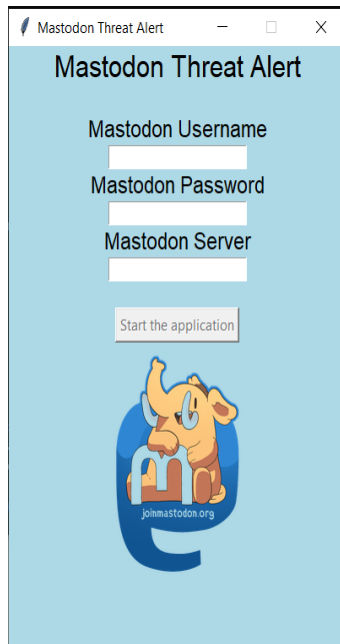 Mastodon Threat Alert
Mastodon Threat Alert
Mastodon Username
Mastodon Password
Mastodon Server
Start the application
joinmastodon.org